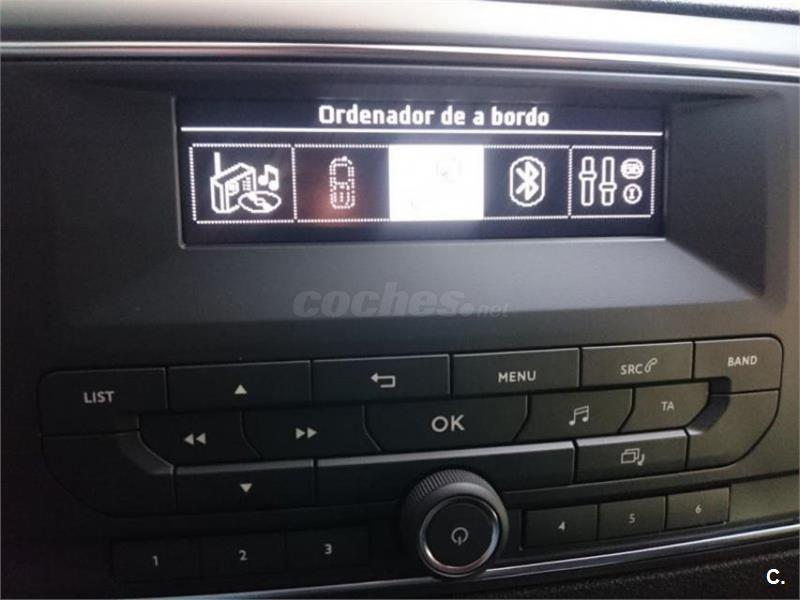 Ordenador de a bordo
coches.net
LIST
MENU
SRC
BAND
OK
TA
1
2
3
4
5
6
C.